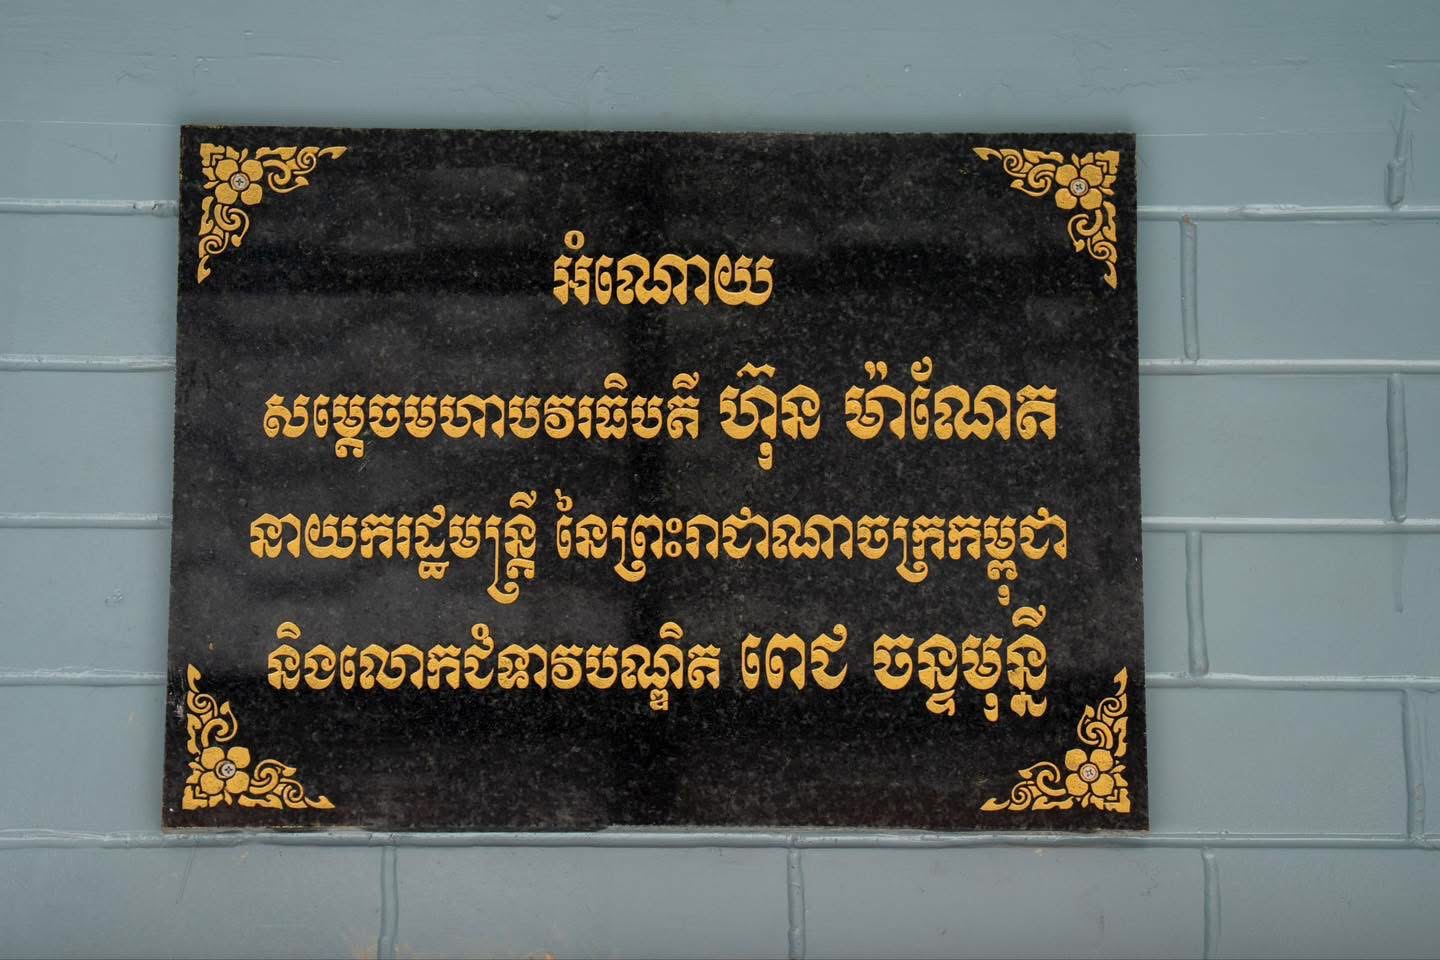 អំណោយ
សម្តេចមហាបវរធិបតី ហ៊ុន ម៉ាណែត
នាយករដ្ឋមន្ត្រី នៃព្រះរាជាណាចក្រកម្ពុជា
និងលោកជំទាវបណ្ឌិត ពេជ ចន្ទមុន្នី